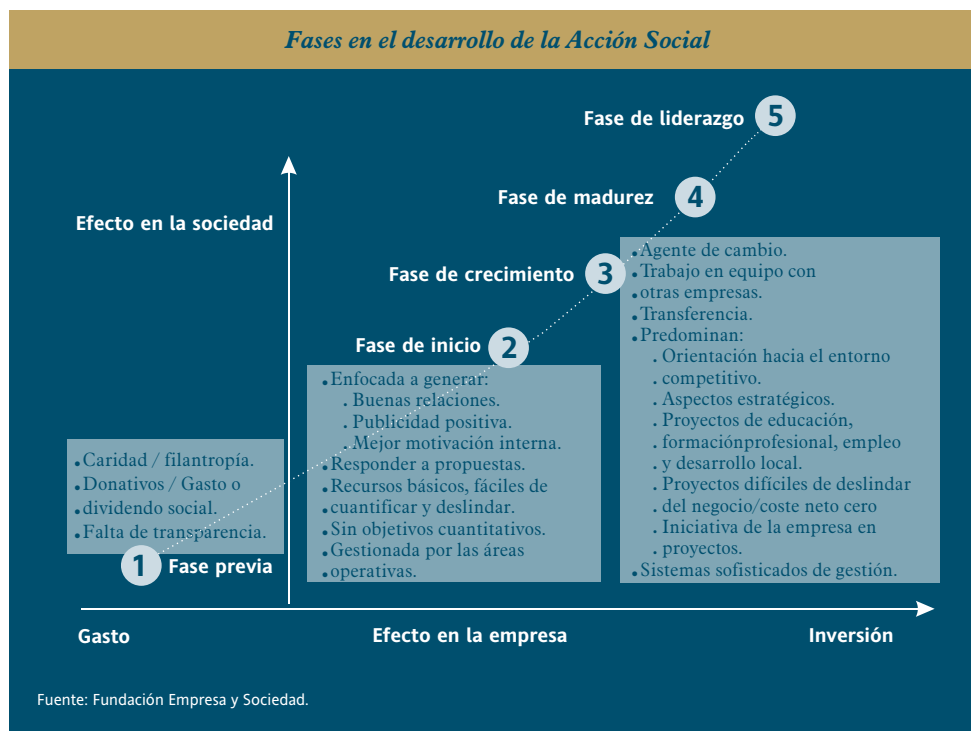 Fases en el desarrollo de la Acción Social
Fase de liderazgo 5
Fase de madurez 4
Efecto en la sociedad
Fase de crecimiento 3
Fase de inicio 2
.Caridad / filantropía.
.Donativos / Gasto o
.dividendo social.
.Falta de transparencia.
1 Fase previa
.Enfocada a generar:
. Buenas relaciones.
. Publicidad positiva.
. Mejor motivación interna.
.Responder a propuestas.
.Recursos básicos, fáciles de
.cuantificar y deslindar.
.Sin objetivos cuantitativos.
.Gestionada por las áreas
.operativas.
.Agente de cambio.
.Trabajo en equipo con
.otras empresas.
.Transferencia.
.Predominan:
. Orientación hacia el entorno
. competitivo.
. Aspectos estratégicos.
. Proyectos de educación,
. formaciónprofesional, empleo
. y desarrollo local.
. Proyectos difíciles de deslindar
. del negocio/coste neto cero
. Iniciativa de la empresa en
. proyectos.
.Sistemas sofisticados de gestión.
Gasto
Efecto en la empresa
Inversión
Fuente: Fundación Empresa y Sociedad.